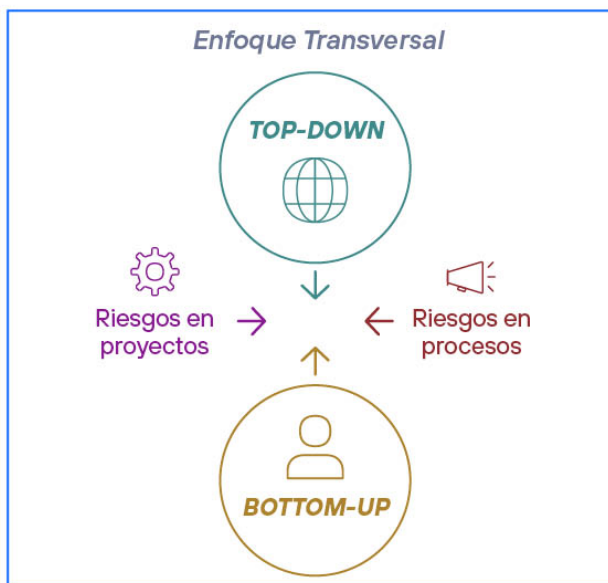 Enfoque Transversal
TOP-DOWN
Riesgos en
proyectos
Riesgos en
procesos
BOTTOM-UP